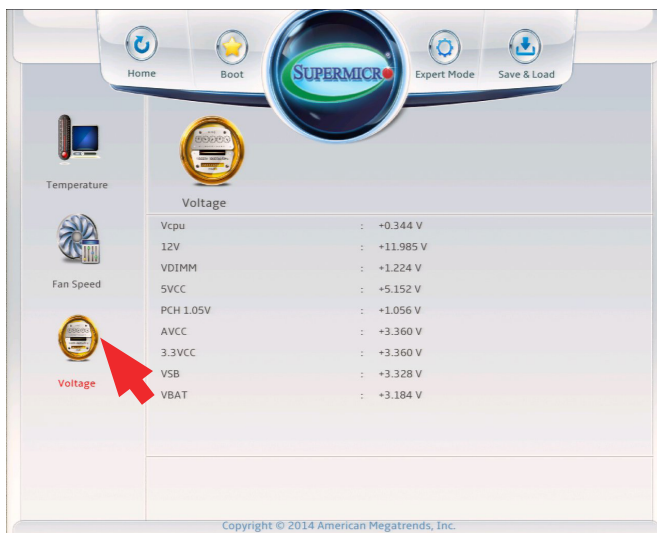 Home Boot SUPERMICRO Expert Mode Save & Load
Temperature
Fan Speed
Voltage
Voltage
Vcpu : +0.344 V
12V : +11.985 V
VDIMM : +1.224 V
5VCC : +5.152 V
PCH 1.05V : +1.056 V
AVCC : +3.360 V
3.3VCC : +3.360 V
VSB : +3.328 V
VBAT : +3.184 V
Copyright © 2014 American Megatrends, Inc.